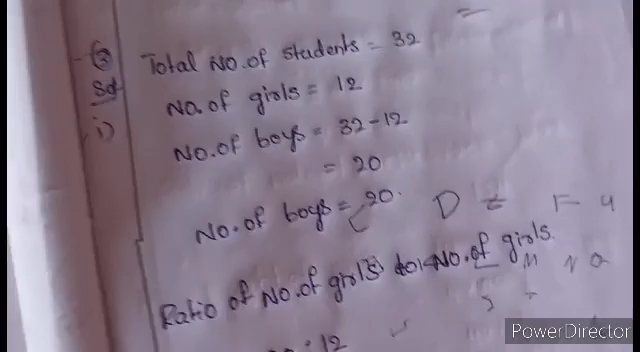 ③ Total No.of students = 32
Sol No.of girls = 12
i) No.of boys = 32-12
= 20
No.of boys = 20.
Ratio of No.of girls to No.of girls.
:12
PowerDirector